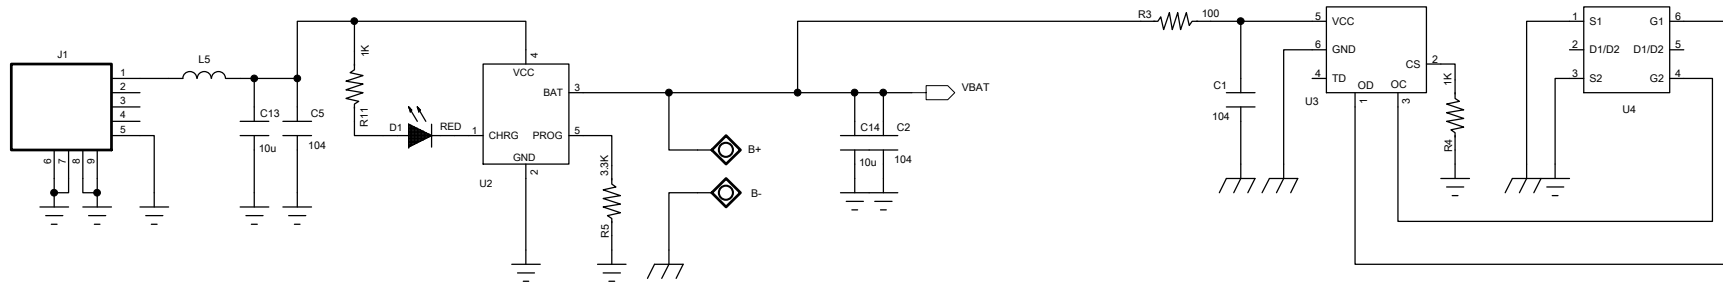 J1
1
2
3
4
5
6
7
8
9
L5
C13
10u
C5
104
1K
R11
D1
RED
4
VCC
BAT
3
1
CHRG
PROG
5
GND
2
U2
3.3K
R5
B+
B-
C14
10u
C2
104
VBAT
R3
100
C1
104
5
VCC
6
GND
4
TD
CS
2
OD
OC
1
3
U3
1K
R4
1
S1
G1
6
2
D1/D2
D1/D2
5
3
S2
G2
4
U4